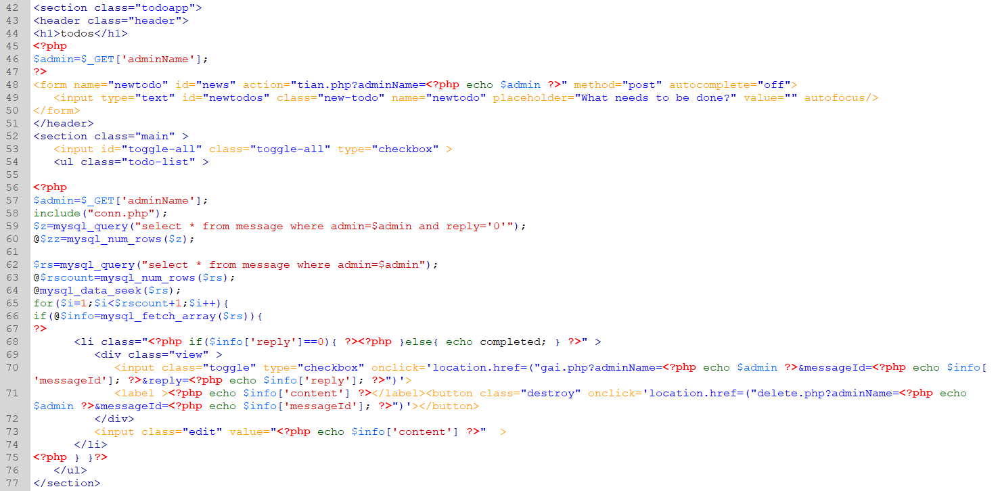 42 <section class="todoapp">
43 <header class="header">
44 <h1>todos</h1>
45 <?php
46 $admin=$_GET['adminName'];
47 ?>
48 <form name="newtodo" id="news" action="tian.php?adminName=<?php echo $admin ?>" method="post" autocomplete="off">
49    <input type="text" id="newtodos" class="new-todo" name="newtodo" placeholder="What needs to be done?" value="" autofocus/>
50 </form>
51 </header>
52 <section class="main" >
53    <input id="toggle-all" class="toggle-all" type="checkbox" >
54    <ul class="todo-list" >
55
56 <?php
57 $admin=$_GET['adminName'];
58 include("conn.php");
59 $z=mysql_query("select * from message where admin=$admin and reply='0'");
60 @$zz=mysql_num_rows($z);
61
62 $rs=mysql_query("select * from message where admin=$admin");
63 @$rscount=mysql_num_rows($rs);
64 @mysql_data_seek($rs);
65 for($i=1;$i<$rscount+1;$i++){
66 if(@$info=mysql_fetch_array($rs)){
67 ?>
68       <li class="<?php if($info['reply']==0){ ?><?php }else{ echo completed; } ?>" >
69          <div class="view" >
70             <input class="toggle" type="checkbox" onclick='location.href=("gai.php?adminName=<?php echo $admin ?>&messageId=<?php echo $info[
'messageId']; ?>&reply=<?php echo $info['reply']; ?>")'>
71             <label ><?php echo $info['content'] ?></label><button class="destroy" onclick='location.href=("delete.php?adminName=<?php echo
$admin ?>&messageId=<?php echo $info['messageId']; ?>")'></button>
72          </div>
73          <input class="edit" value="<?php echo $info['content'] ?>"  >
74       </li>
75 <?php } }?>
76    </ul>
77 </section>